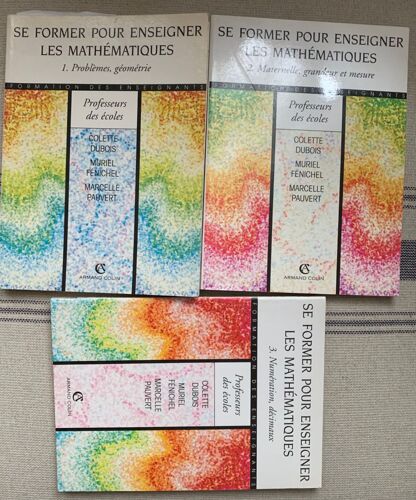 SE FORMER POUR ENSEIGNER
LES MATHÉMATIQUES
1. Problèmes, géométrie
FORMATION DES ENSEIGNANTS
Professeurs
des écoles
COLETTE
DUBOIS
MURIEL
FÉNICHEL
MARCELLE
PAUVERT
ARMAND COLIN
SE FORMER POUR ENSEIGNER
LES MATHÉMATIQUES
2. Maternelle, grandeur et mesure
FORMATION DES ENSEIGNANTS
Professeurs
des écoles
COLETTE
DUBOIS
MURIEL
FÉNICHEL
MARCELLE
PAUVERT
ARMAND COLIN
SE FORMER POUR ENSEIGNER
LES MATHÉMATIQUES
3. Numération, décimaux
FORMATION DES ENSEIGNANTS
Professeurs
des écoles
COLETTE
DUBOIS
MURIEL
FÉNICHEL
MARCELLE
PAUVERT
ARMAND COLIN